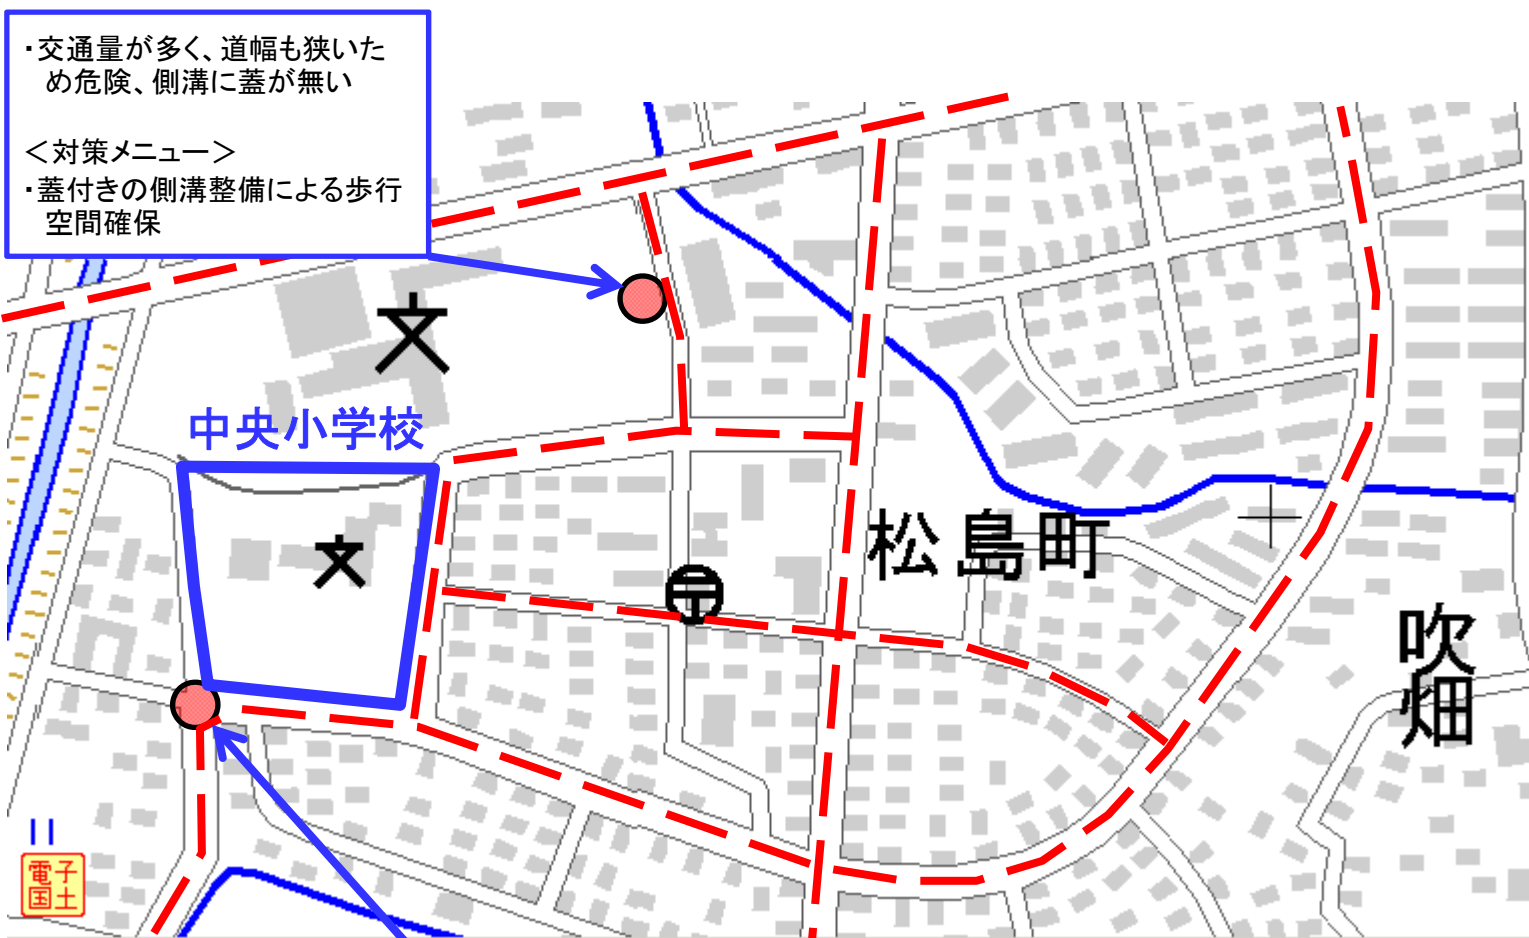 ・交通量が多く、道幅も狭いた
め危険、側溝に蓋が無い
＜対策メニュー＞
・蓋付きの側溝整備による歩行
空間確保
文
中央小学校
文
松島町
〒
吹畑
電子
国土